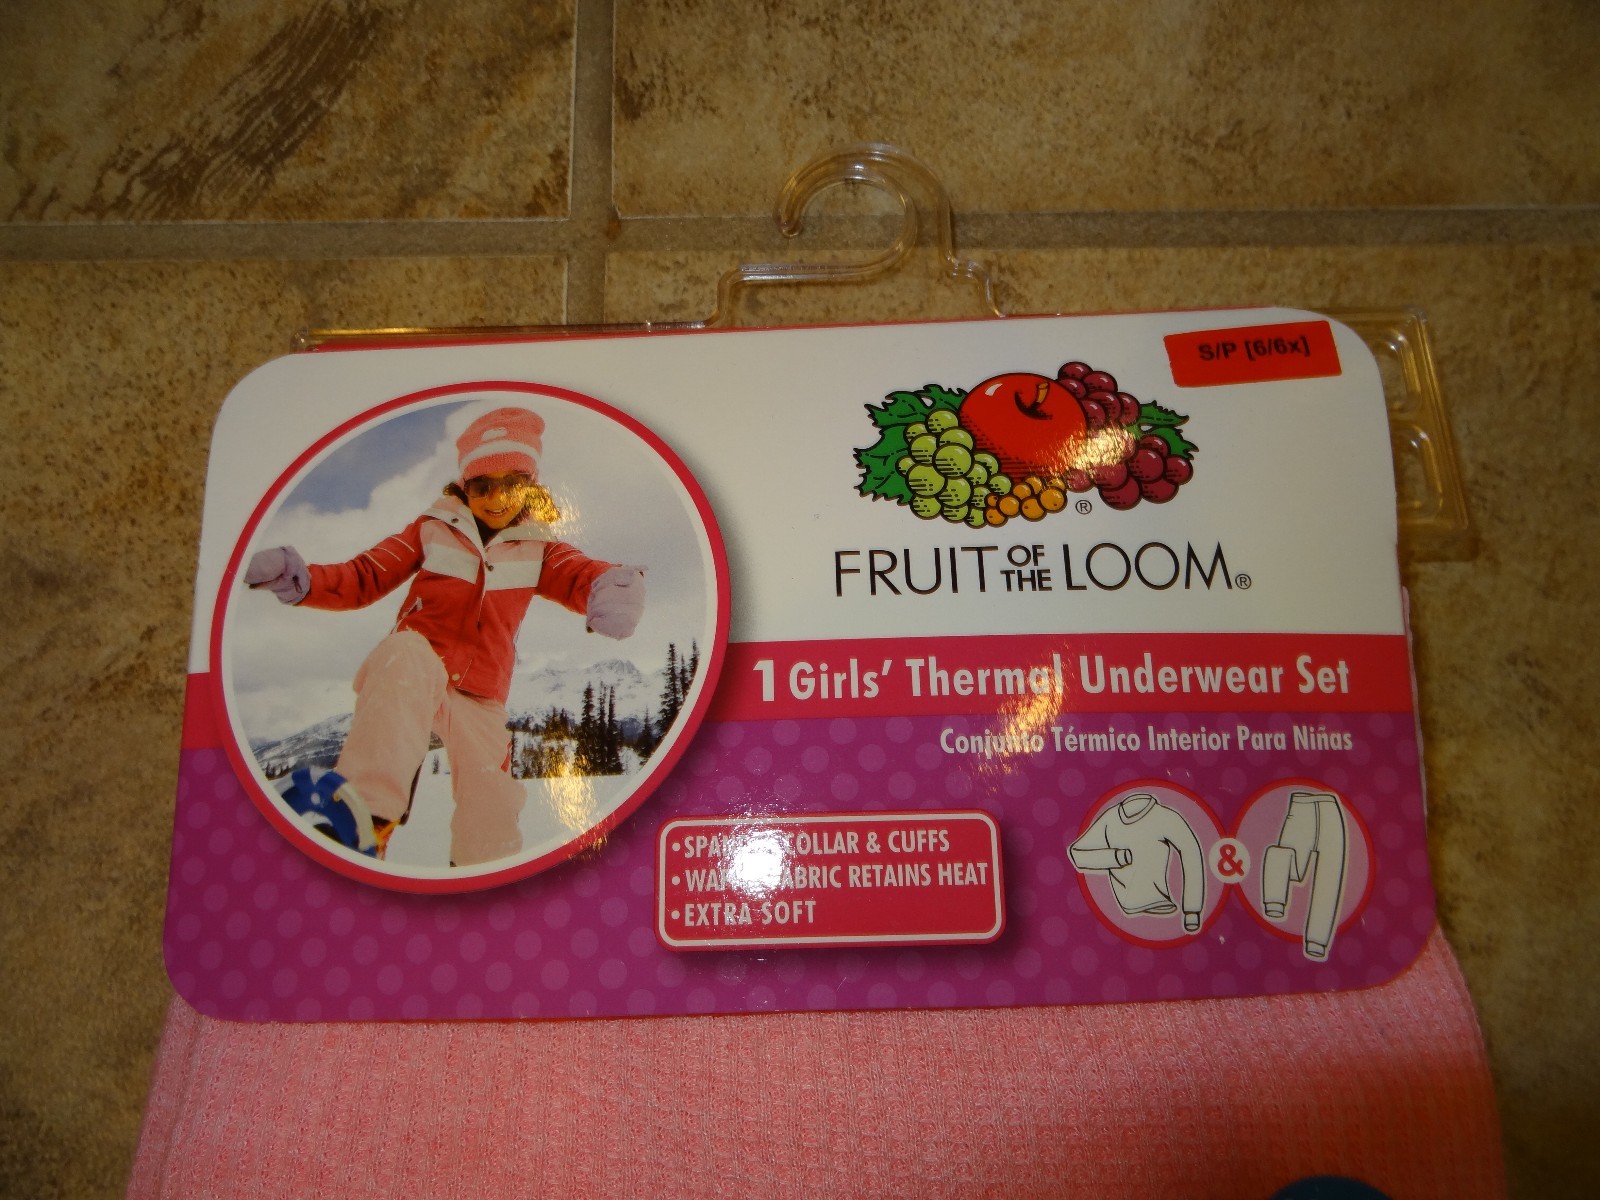 S/P [6/6x]
®
FRUIT OF THE LOOM®
1 Girls' Thermal Underwear Set
Conjunto Térmico Interior Para Niñas
• COLLAR & CUFFS
• FABRIC RETAINS HEAT
• EXTRA SOFT
&